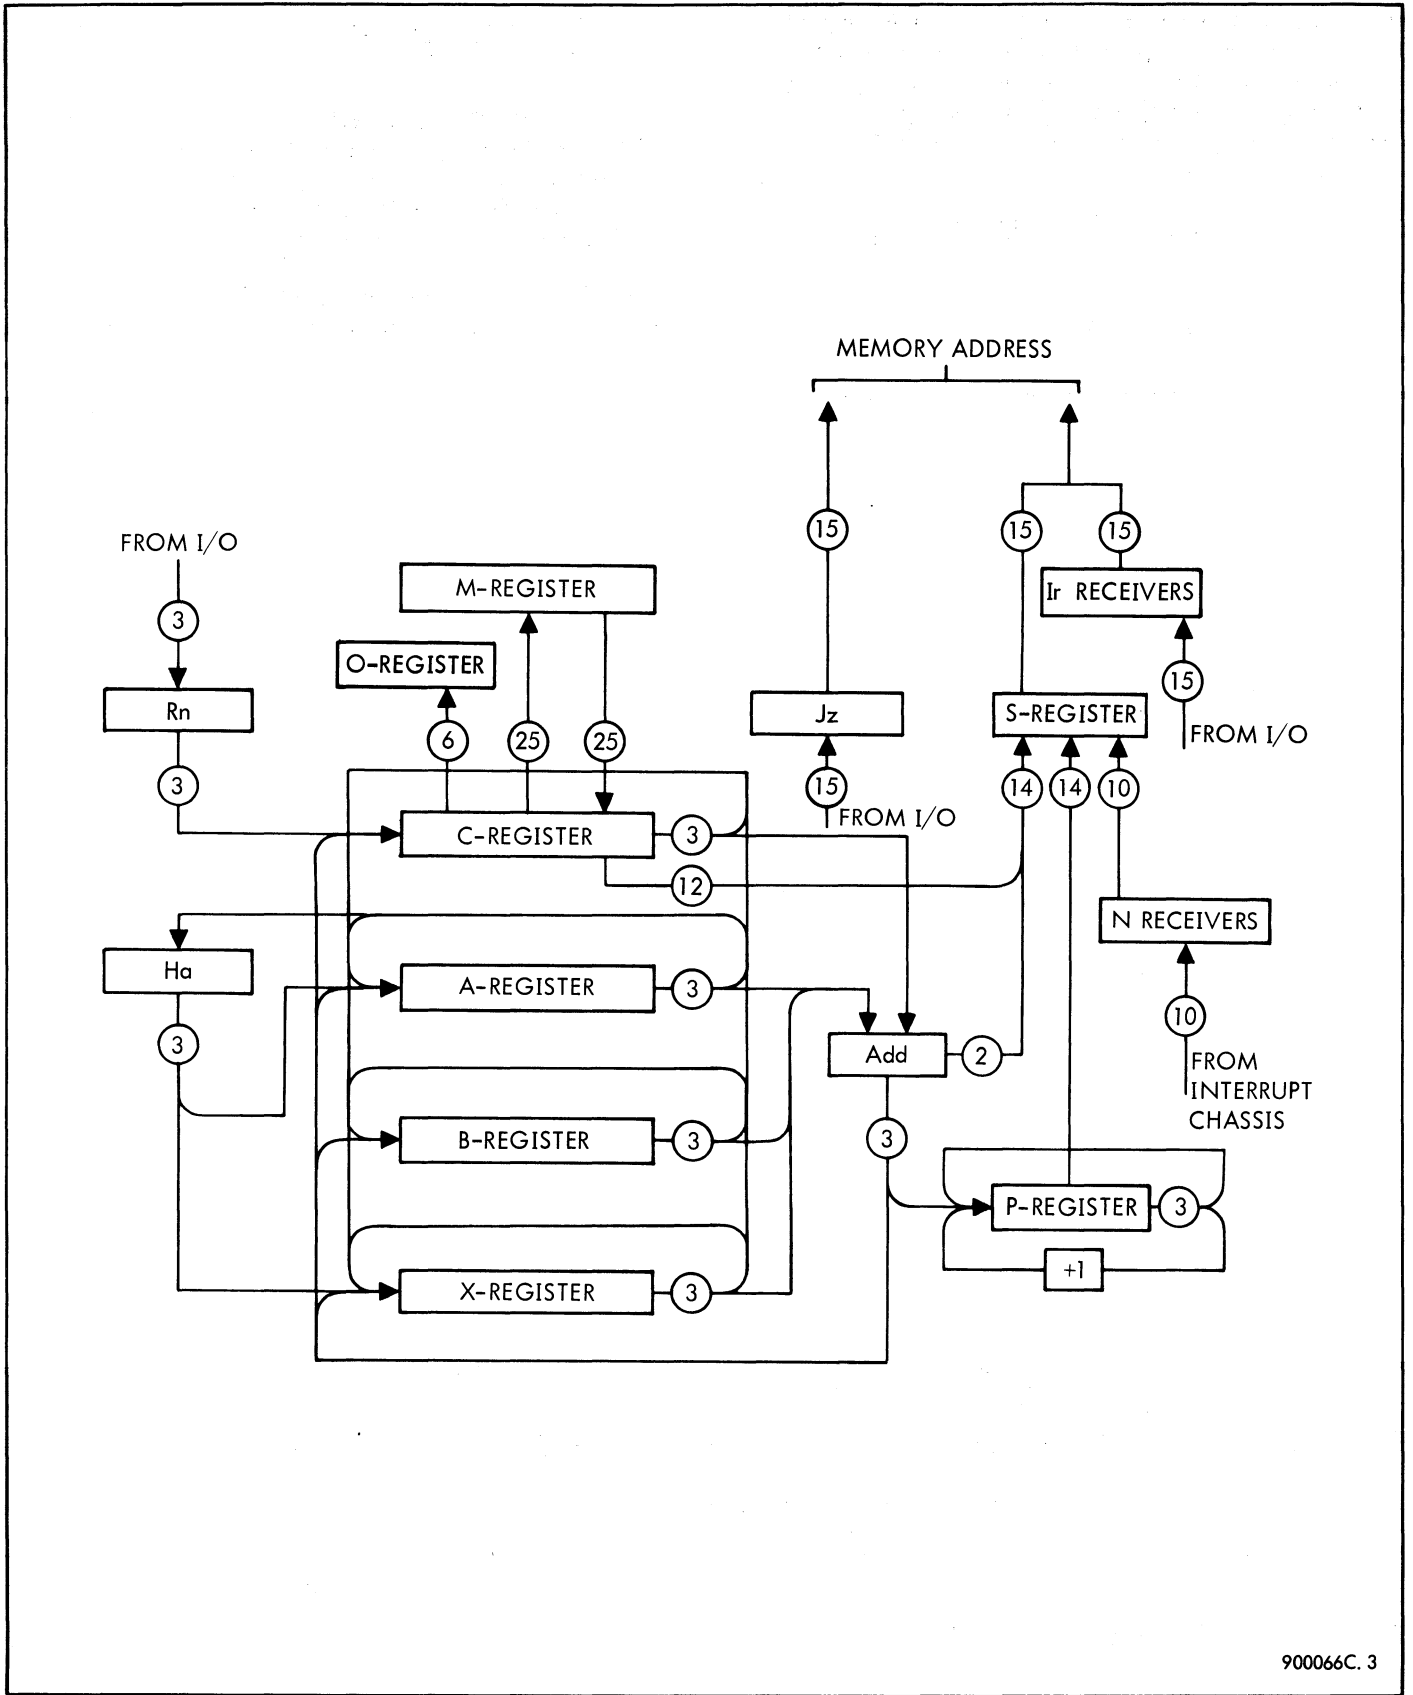 MEMORY ADDRESS
15
15
15
FROM I/O
3
M-REGISTER
Ir RECEIVERS
O-REGISTER
15
FROM I/O
Rn
Jz
S-REGISTER
6
25
25
3
15
FROM I/O
14
14
10
C-REGISTER
3
12
N RECEIVERS
Ha
A-REGISTER
3
10
3
Add
2
FROM
INTERRUPT
CHASSIS
B-REGISTER
3
3
P-REGISTER
3
+1
X-REGISTER
3
900066C. 3